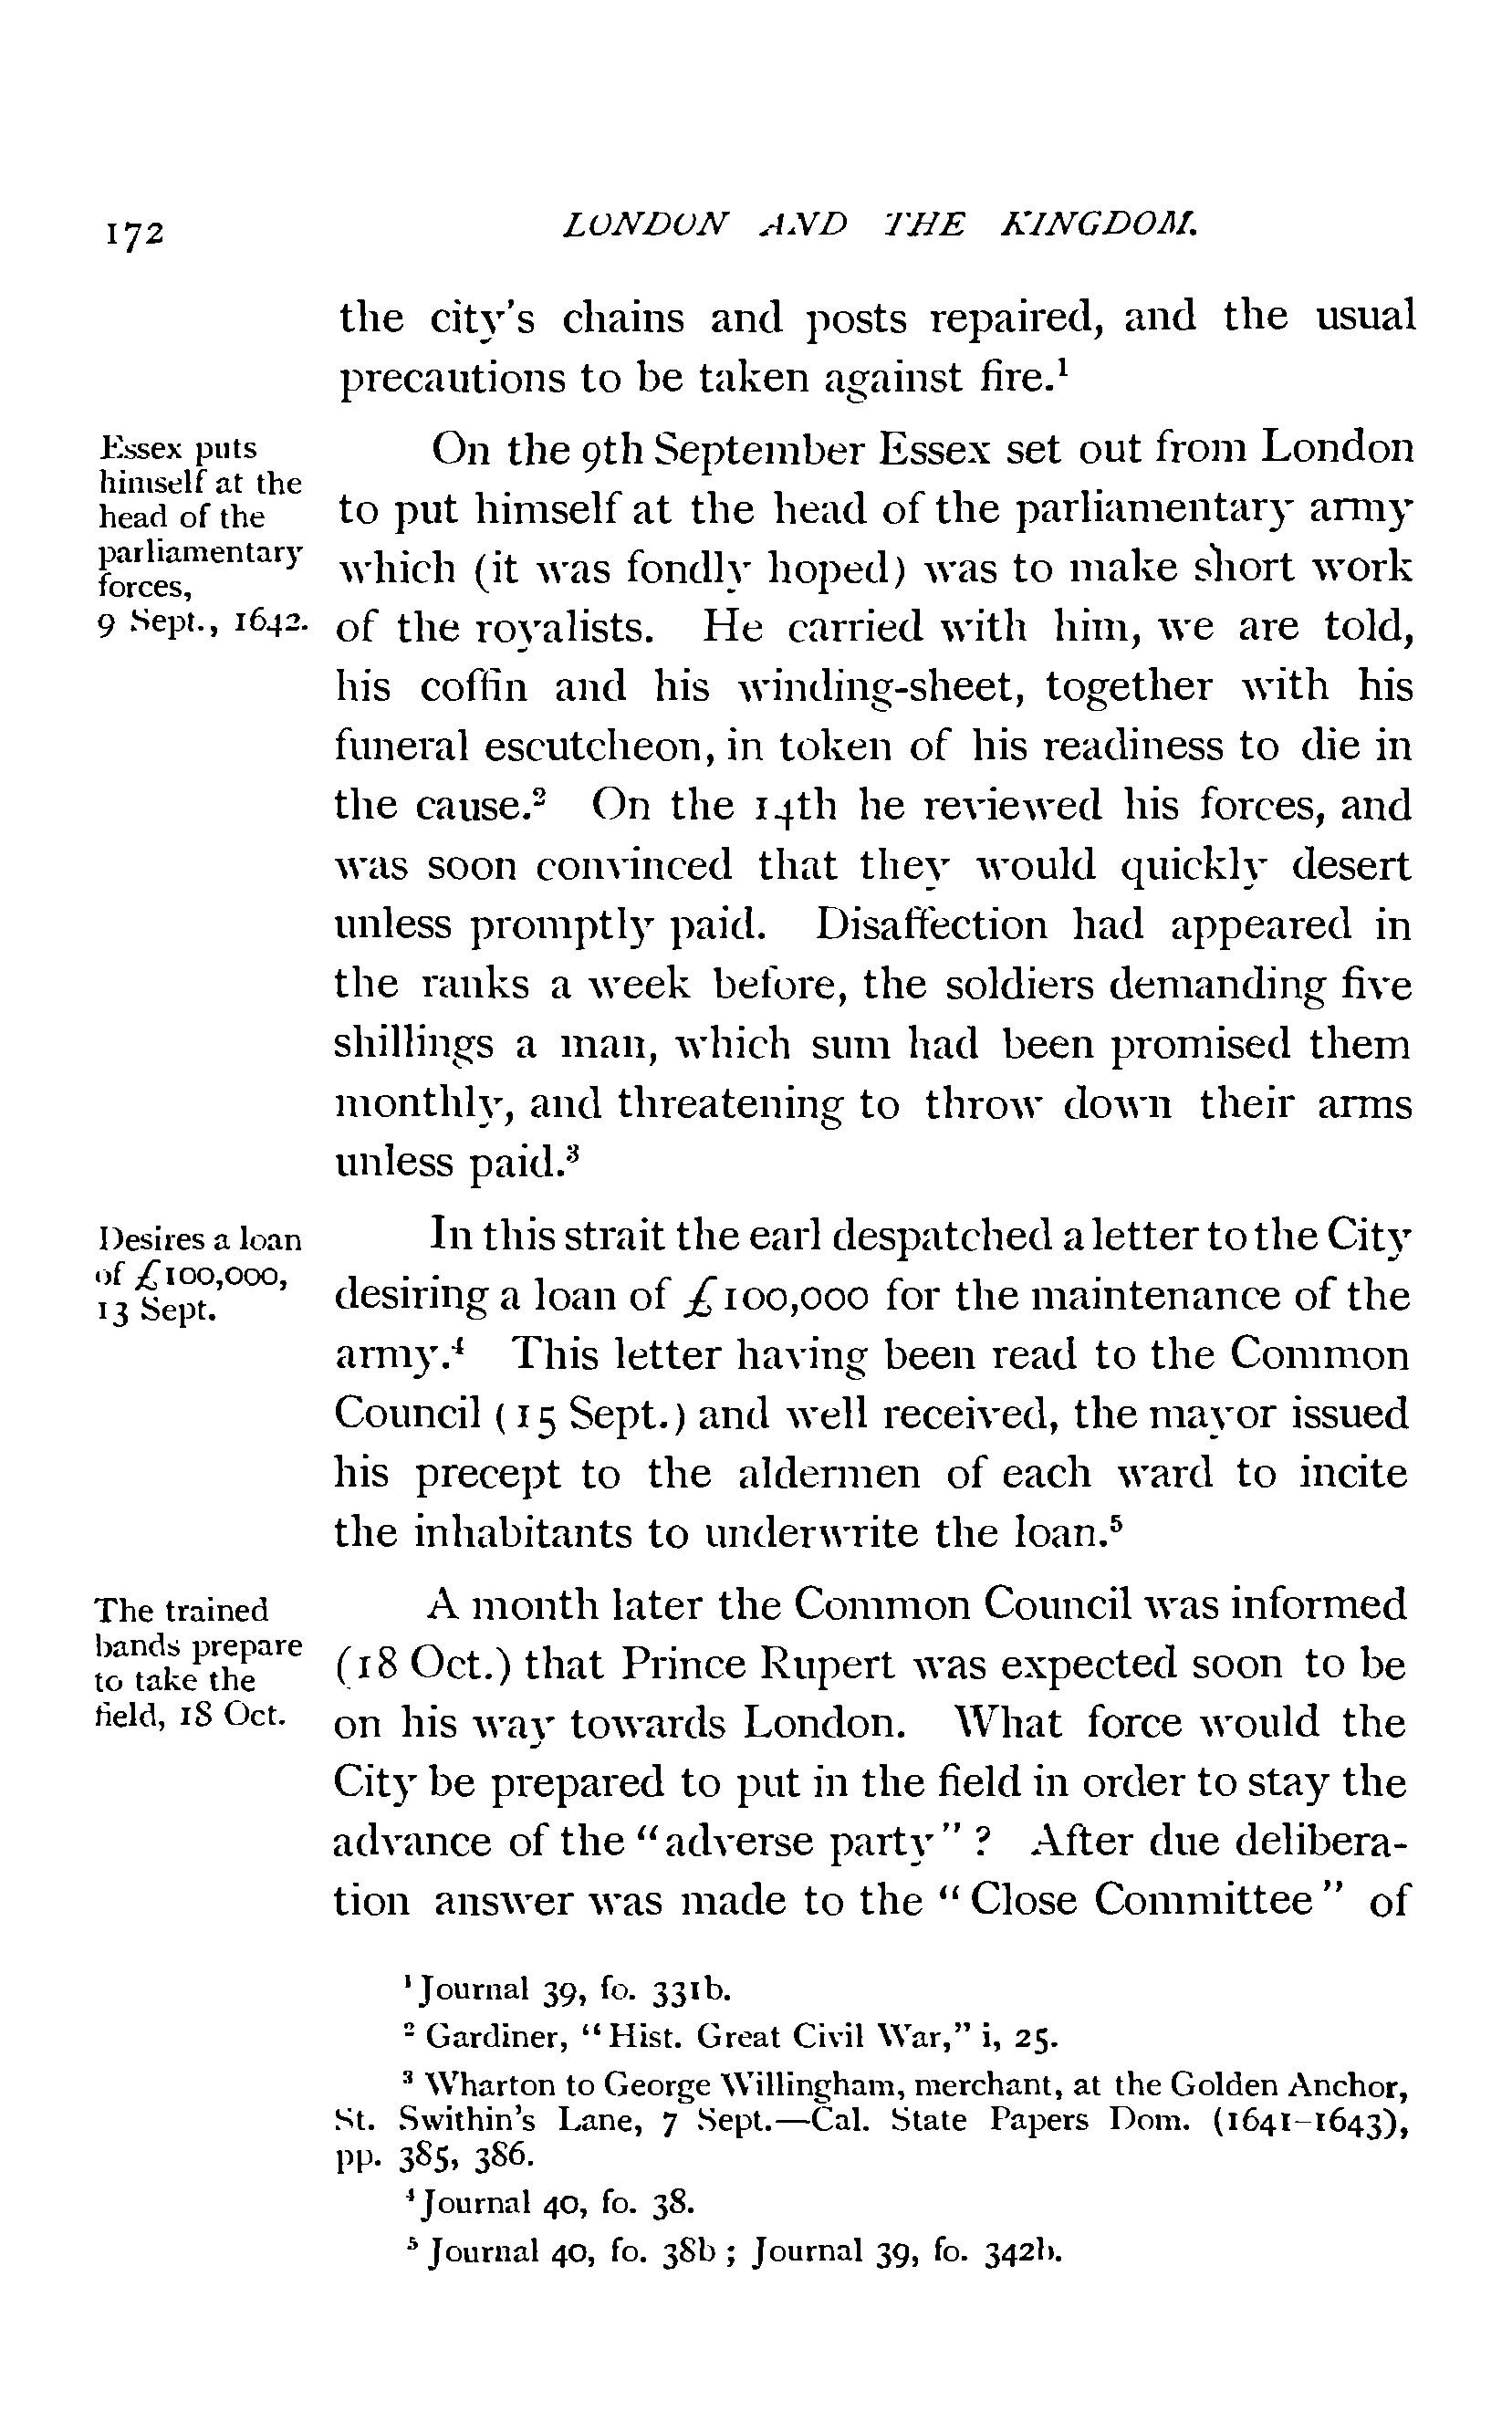 172
LONDON AND THE KINGDOM.
the city's chains and posts repaired, and the usual
precautions to be taken against fire.¹
Essex puts
himself at the
head of the
parliamentary
forces,
9 Sept., 1642.
On the 9th September Essex set out from London
to put himself at the head of the parliamentary army
which (it was fondly hoped) was to make short work
of the royalists. He carried with him, we are told,
his coffin and his winding-sheet, together with his
funeral escutcheon, in token of his readiness to die in
the cause.² On the 14th he reviewed his forces, and
was soon convinced that they would quickly desert
unless promptly paid. Disaffection had appeared in
the ranks a week before, the soldiers demanding five
shillings a man, which sum had been promised them
monthly, and threatening to throw down their arms
unless paid.³
Desires a loan
of £100,000,
13 Sept.
In this strait the earl despatched a letter to the City
desiring a loan of £100,000 for the maintenance of the
army.⁴ This letter having been read to the Common
Council (15 Sept.) and well received, the mayor issued
his precept to the aldermen of each ward to incite
the inhabitants to underwrite the loan.⁵
The trained
bands prepare
to take the
field, 18 Oct.
A month later the Common Council was informed
(18 Oct.) that Prince Rupert was expected soon to be
on his way towards London. What force would the
City be prepared to put in the field in order to stay the
advance of the "adverse party" ? After due delibera-
tion answer was made to the "Close Committee" of
¹ Journal 39, fo. 331b.
² Gardiner, "Hist. Great Civil War," i, 25.
³ Wharton to George Willingham, merchant, at the Golden Anchor,
St. Swithin's Lane, 7 Sept.—Cal. State Papers Dom. (1641–1643),
pp. 385, 386.
⁴ Journal 40, fo. 38.
⁵ Journal 40, fo. 38b ; Journal 39, fo. 342b.